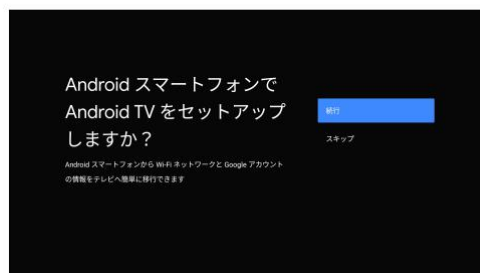 Android スマートフォンで
Android TV をセットアップ
しますか？
Android スマートフォンから Wi-Fi ネットワークと Google アカウント
の情報をテレビへ簡単に移行できます
続行
スキップ